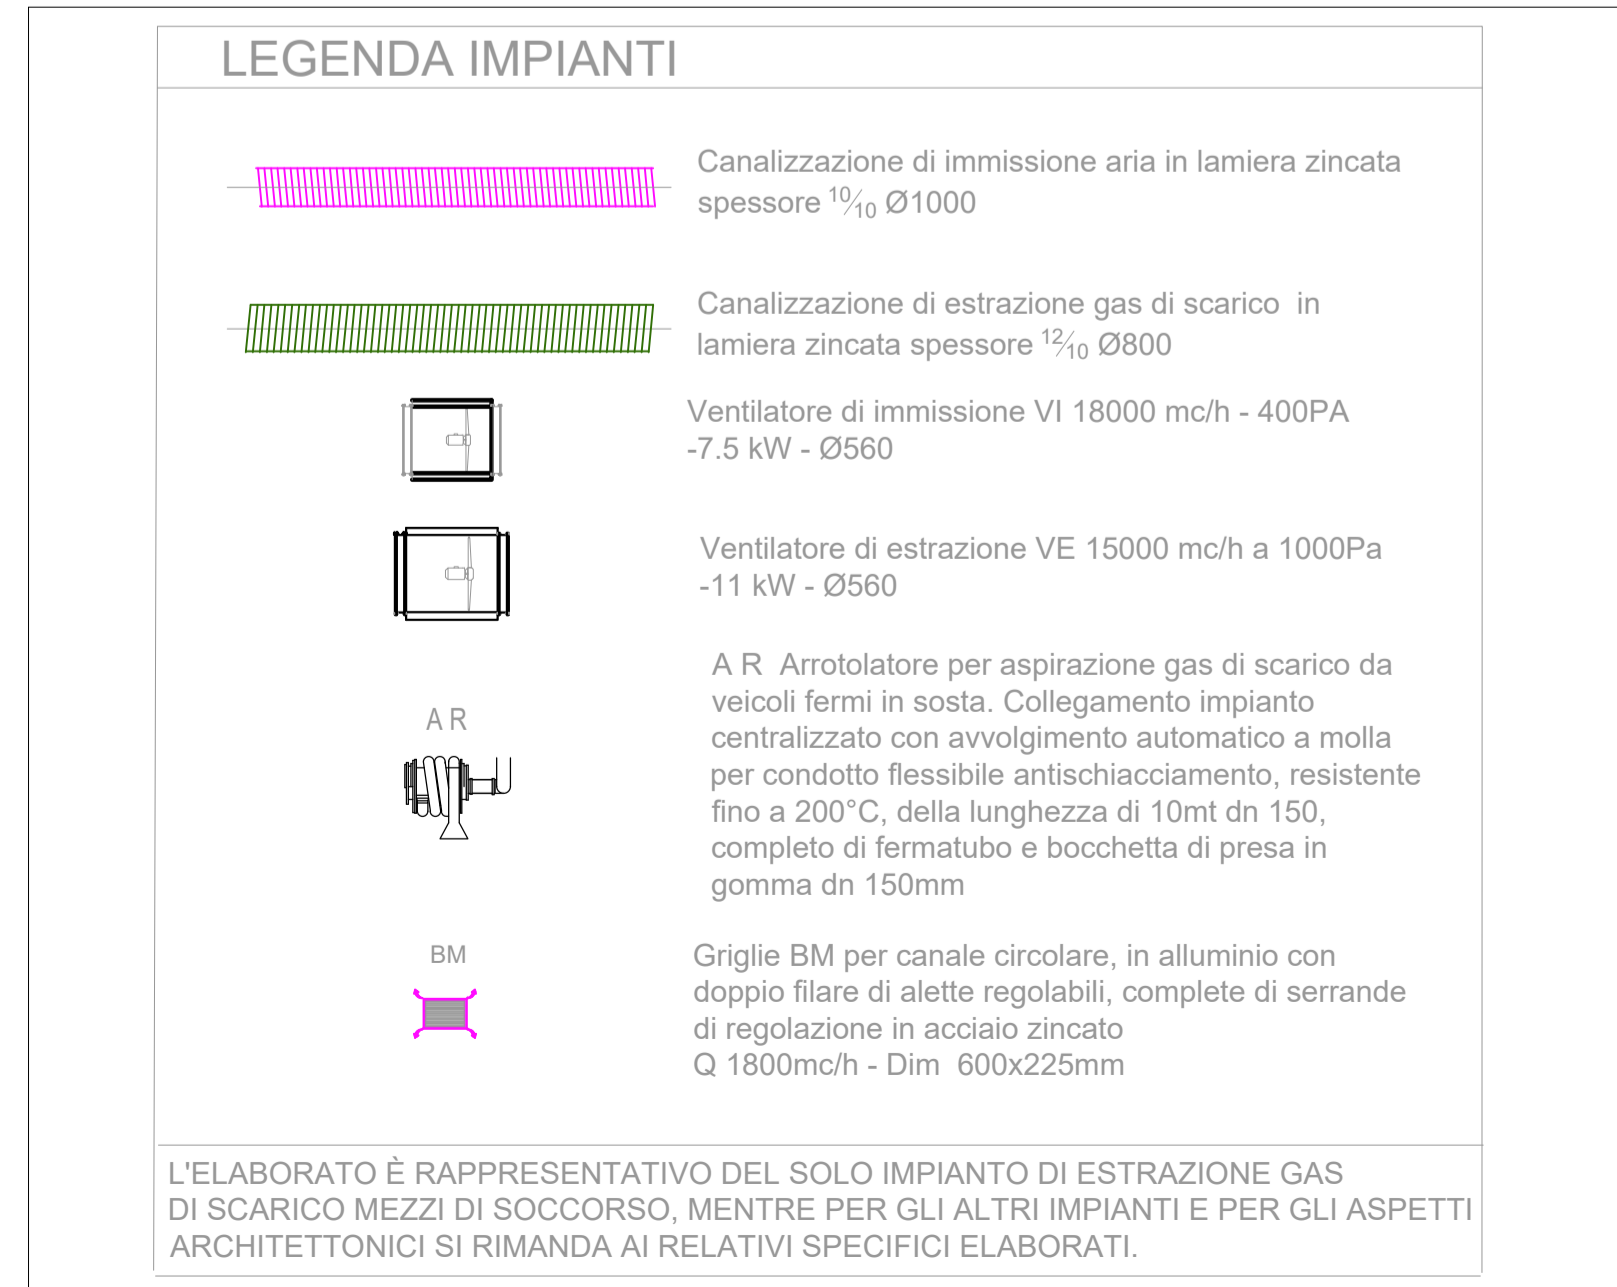 LEGENDA IMPIANTI
Canalizzazione di immissione aria in lamiera zincata
spessore 10⁄10 Ø1000
Canalizzazione di estrazione gas di scarico in
lamiera zincata spessore 12⁄10 Ø800
Ventilatore di immissione VI 18000 mc/h - 400PA
-7.5 kW - Ø560
Ventilatore di estrazione VE 15000 mc/h a 1000Pa
-11 kW - Ø560
A R
A R Arrotolatore per aspirazione gas di scarico da
veicoli fermi in sosta. Collegamento impianto
centralizzato con avvolgimento automatico a molla
per condotto flessibile antischiacciamento, resistente
fino a 200°C, della lunghezza di 10mt dn 150,
completo di fermatubo e bocchetta di presa in
gomma dn 150mm
BM
Griglie BM per canale circolare, in alluminio con
doppio filare di alette regolabili, complete di serrande
di regolazione in acciaio zincato
Q 1800mc/h - Dim 600x225mm
L'ELABORATO È RAPPRESENTATIVO DEL SOLO IMPIANTO DI ESTRAZIONE GAS
DI SCARICO MEZZI DI SOCCORSO, MENTRE PER GLI ALTRI IMPIANTI E PER GLI ASPETTI
ARCHITETTONICI SI RIMANDA AI RELATIVI SPECIFICI ELABORATI.